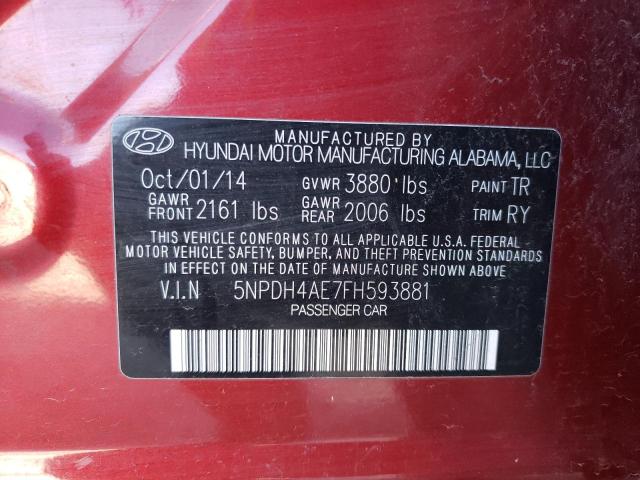 MANUFACTURED BY
HYUNDAI MOTOR MANUFACTURING ALABAMA, LLC
Oct/01/14 GVWR 3880 lbs PAINT TR
GAWR FRONT 2161 lbs GAWR REAR 2006 lbs TRIM RY
THIS VEHICLE CONFORMS TO ALL APPLICABLE U.S.A. FEDERAL
MOTOR VEHICLE SAFETY, BUMPER, AND THEFT PREVENTION STANDARDS
IN EFFECT ON THE DATE OF MANUFACTURE SHOWN ABOVE
V.I.N 5NPDH4AE7FH593881
PASSENGER CAR